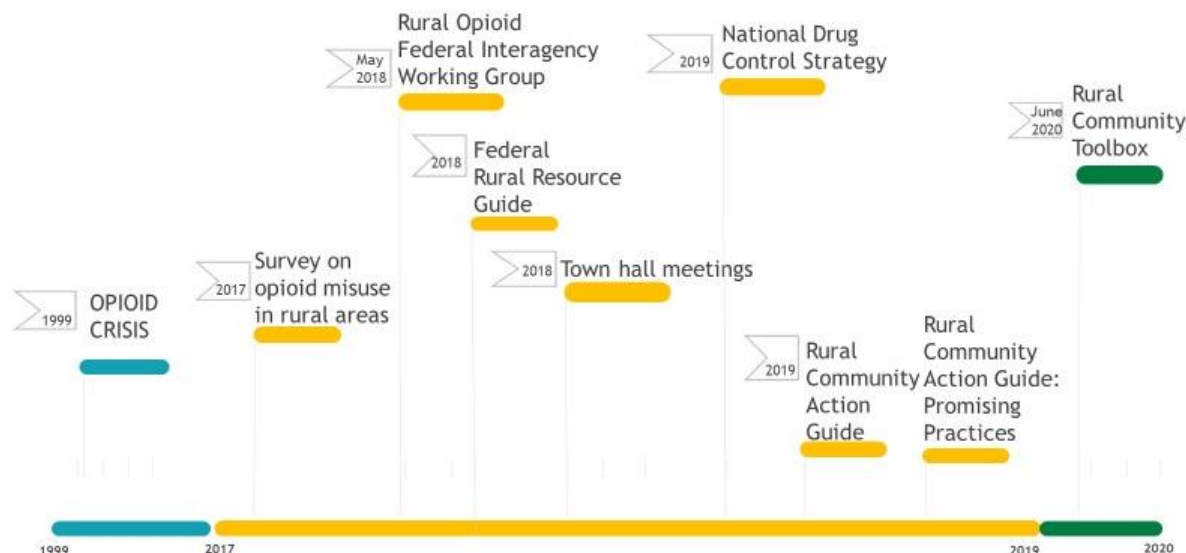 May
2018
Rural Opioid
Federal Interagency
Working Group
2019
National Drug
Control Strategy
June
2020
Rural
Community
Toolbox
2018
Federal
Rural Resource
Guide
2017
Survey on
opioid misuse
in rural areas
2018
Town hall meetings
1999
OPIOID
CRISIS
2019
Rural
Community
Action
Guide
Rural
Community
Action Guide:
Promising
Practices
1999
2017
2019
2020